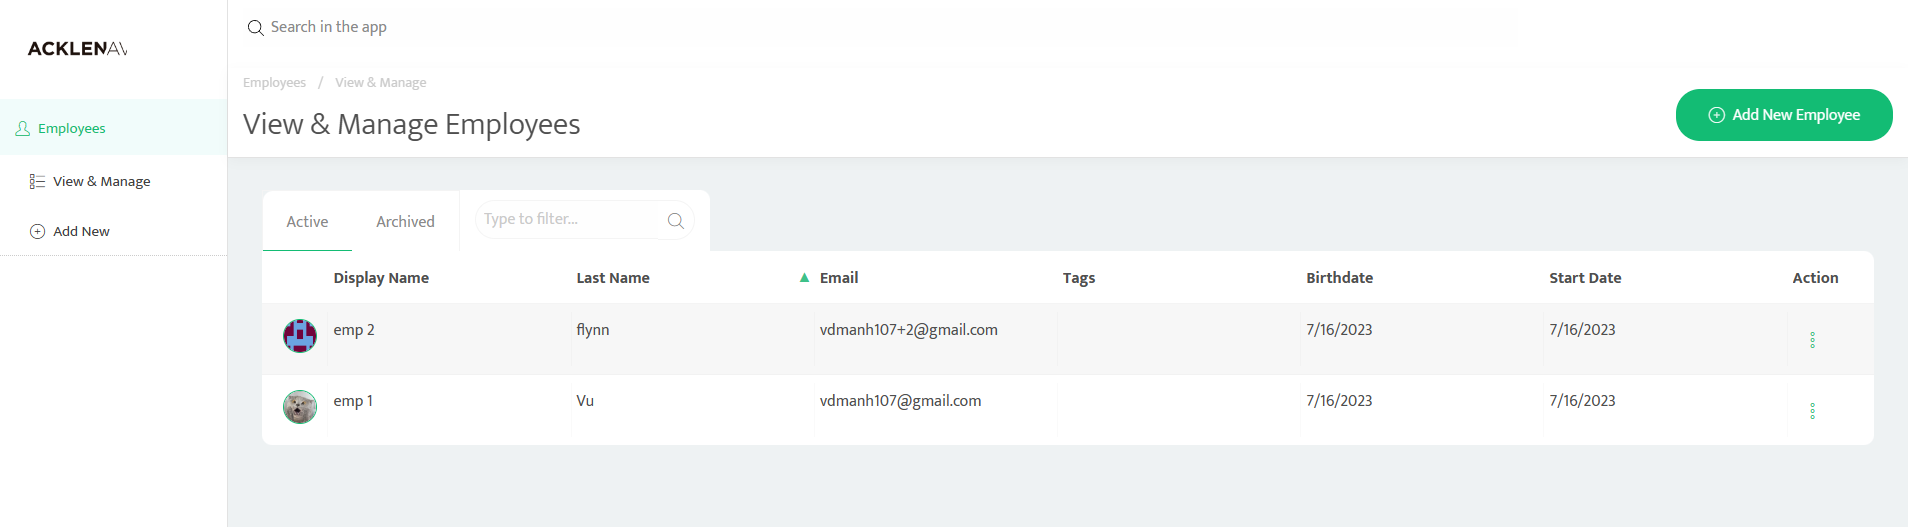 ACKLENAV
Search in the app
Employees / View & Manage
View & Manage Employees
Add New Employee
Employees
View & Manage
Add New
Active Archived Type to filter...
Display Name Last Name ▲ Email Tags Birthdate Start Date Action
emp 2 flynn vdmanh107+2@gmail.com 7/16/2023 7/16/2023
emp 1 Vu vdmanh107@gmail.com 7/16/2023 7/16/2023